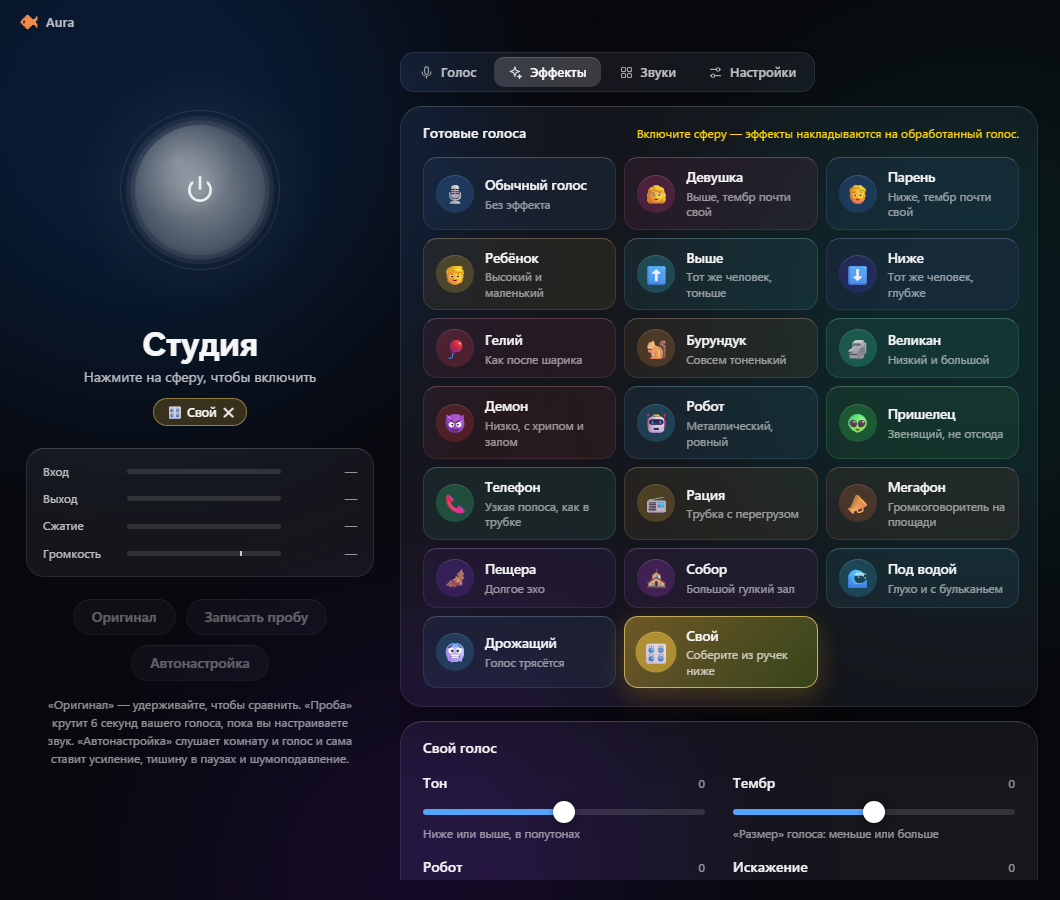 Aura
Голос
Эффекты
Звуки
Настройки
Студия
Нажмите на сферу, чтобы включить
Свой
Вход —
Выход —
Сжатие —
Громкость —
Оригинал
Записать пробу
Автонастройка
«Оригинал» — удерживайте, чтобы сравнить. «Проба»
крутит 6 секунд вашего голоса, пока вы настраиваете
звук. «Автонастройка» слушает комнату и голос и сама
ставит усиление, тишину в паузах и шумоподавление.
Готовые голоса
Включите сферу — эффекты накладываются на обработанный голос.
Обычный голос
Без эффекта
Девушка
Выше, тембр почти
свой
Парень
Ниже, тембр почти
свой
Ребёнок
Высокий и
маленький
Выше
Тот же человек,
тоньше
Ниже
Тот же человек,
глубже
Гелий
Как после шарика
Бурундук
Совсем тоненький
Великан
Низкий и большой
Демон
Низко, с хрипом и
залом
Робот
Металлический,
ровный
Пришелец
Звенящий, не отсюда
Телефон
Узкая полоса, как в
трубке
Рация
Трубка с перегрузом
Мегафон
Громкоговоритель на
площади
Пещера
Долгое эхо
Собор
Большой гулкий зал
Под водой
Глухо и с бульканьем
Дрожащий
Голос трясётся
Свой
Соберите из ручек
ниже
Свой голос
Тон 0
Ниже или выше, в полутонах
Тембр 0
«Размер» голоса: меньше или больше
Робот 0
Искажение 0